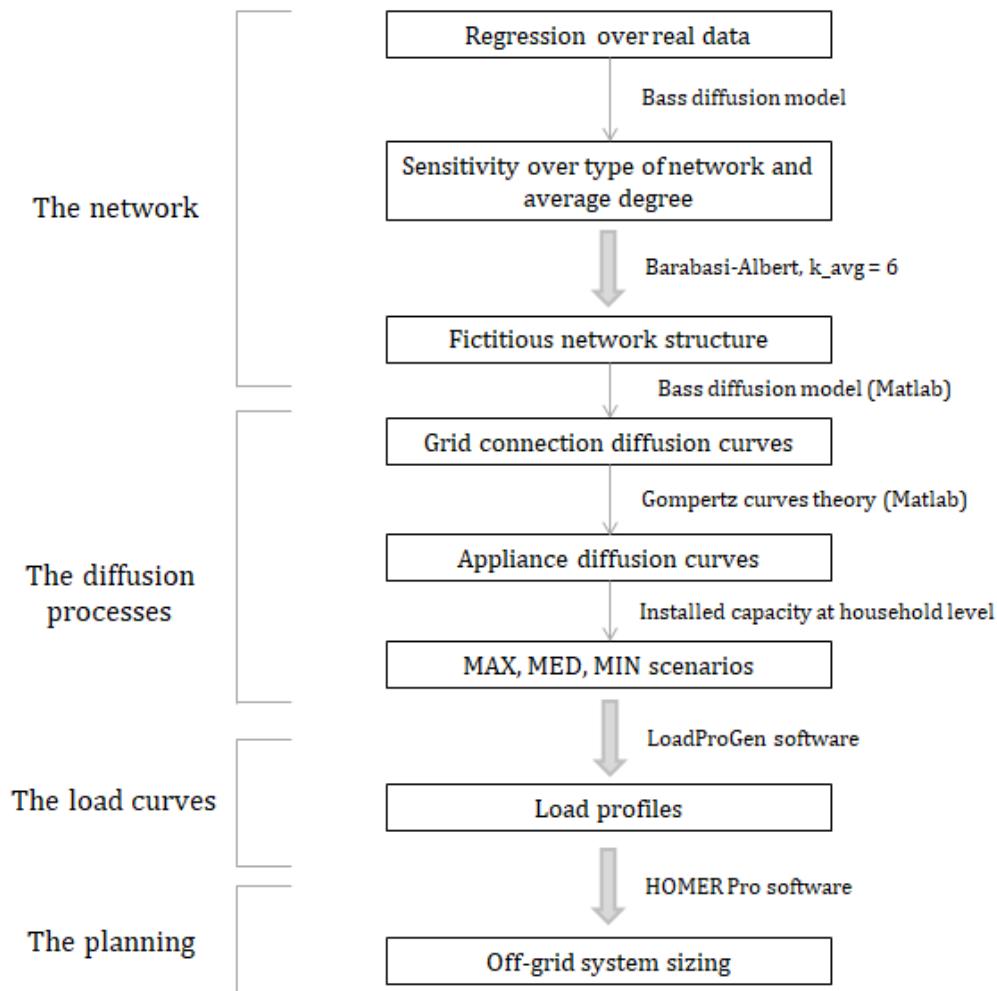 Regression over real data
Bass diffusion model
Sensitivity over type of network and
average degree
The network
Barabasi-Albert, k_avg = 6
Fictitious network structure
Bass diffusion model (Matlab)
Grid connection diffusion curves
Gompertz curves theory (Matlab)
Appliance diffusion curves
The diffusion
processes
Installed capacity at household level
MAX, MED, MIN scenarios
LoadProGen software
The load curves
Load profiles
HOMER Pro software
The planning
Off-grid system sizing